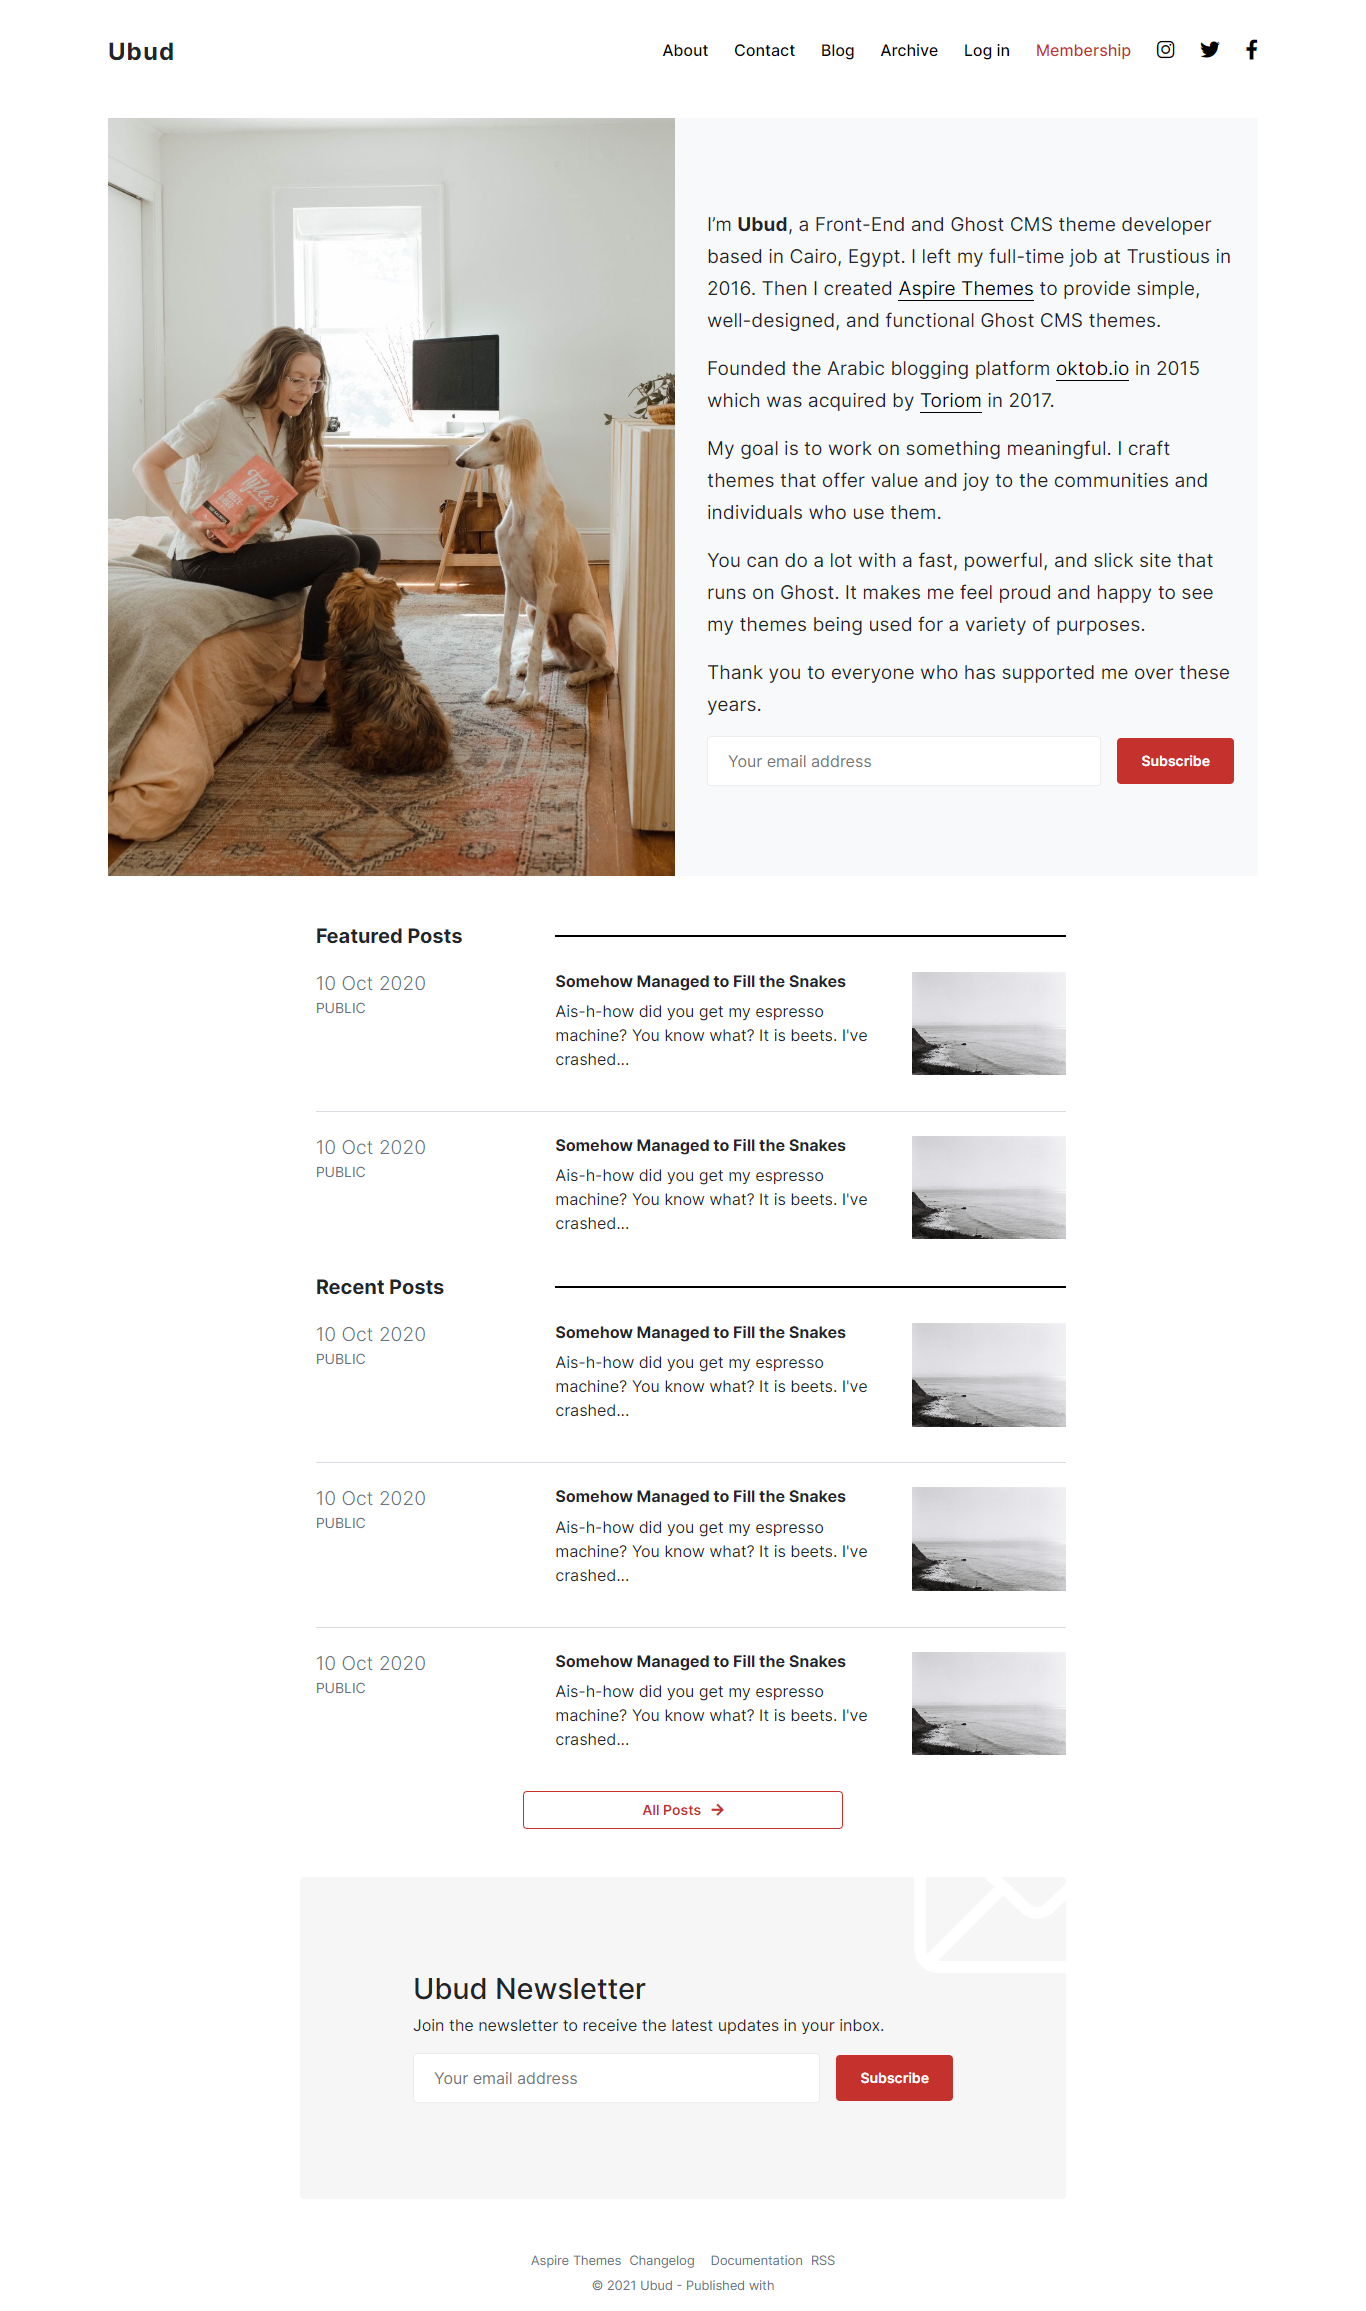 Ubud
About Contact Blog Archive Log in Membership
I'm Ubud, a Front-End and Ghost CMS theme developer
based in Cairo, Egypt. I left my full-time job at Trustious in
2016. Then I created Aspire Themes to provide simple,
well-designed, and functional Ghost CMS themes.
Founded the Arabic blogging platform oktob.io in 2015
which was acquired by Toriom in 2017.
My goal is to work on something meaningful. I craft
themes that offer value and joy to the communities and
individuals who use them.
You can do a lot with a fast, powerful, and slick site that
runs on Ghost. It makes me feel proud and happy to see
my themes being used for a variety of purposes.
Thank you to everyone who has supported me over these
years.
Your email address
Subscribe
Featured Posts
10 Oct 2020
PUBLIC
Somehow Managed to Fill the Snakes
Ais-h-how did you get my espresso
machine? You know what? It is beets. I've
crashed...
10 Oct 2020
PUBLIC
Somehow Managed to Fill the Snakes
Ais-h-how did you get my espresso
machine? You know what? It is beets. I've
crashed...
Recent Posts
10 Oct 2020
PUBLIC
Somehow Managed to Fill the Snakes
Ais-h-how did you get my espresso
machine? You know what? It is beets. I've
crashed...
10 Oct 2020
PUBLIC
Somehow Managed to Fill the Snakes
Ais-h-how did you get my espresso
machine? You know what? It is beets. I've
crashed...
10 Oct 2020
PUBLIC
Somehow Managed to Fill the Snakes
Ais-h-how did you get my espresso
machine? You know what? It is beets. I've
crashed...
All Posts
Ubud Newsletter
Join the newsletter to receive the latest updates in your inbox.
Your email address
Subscribe
Aspire Themes Changelog Documentation RSS
© 2021 Ubud - Published with